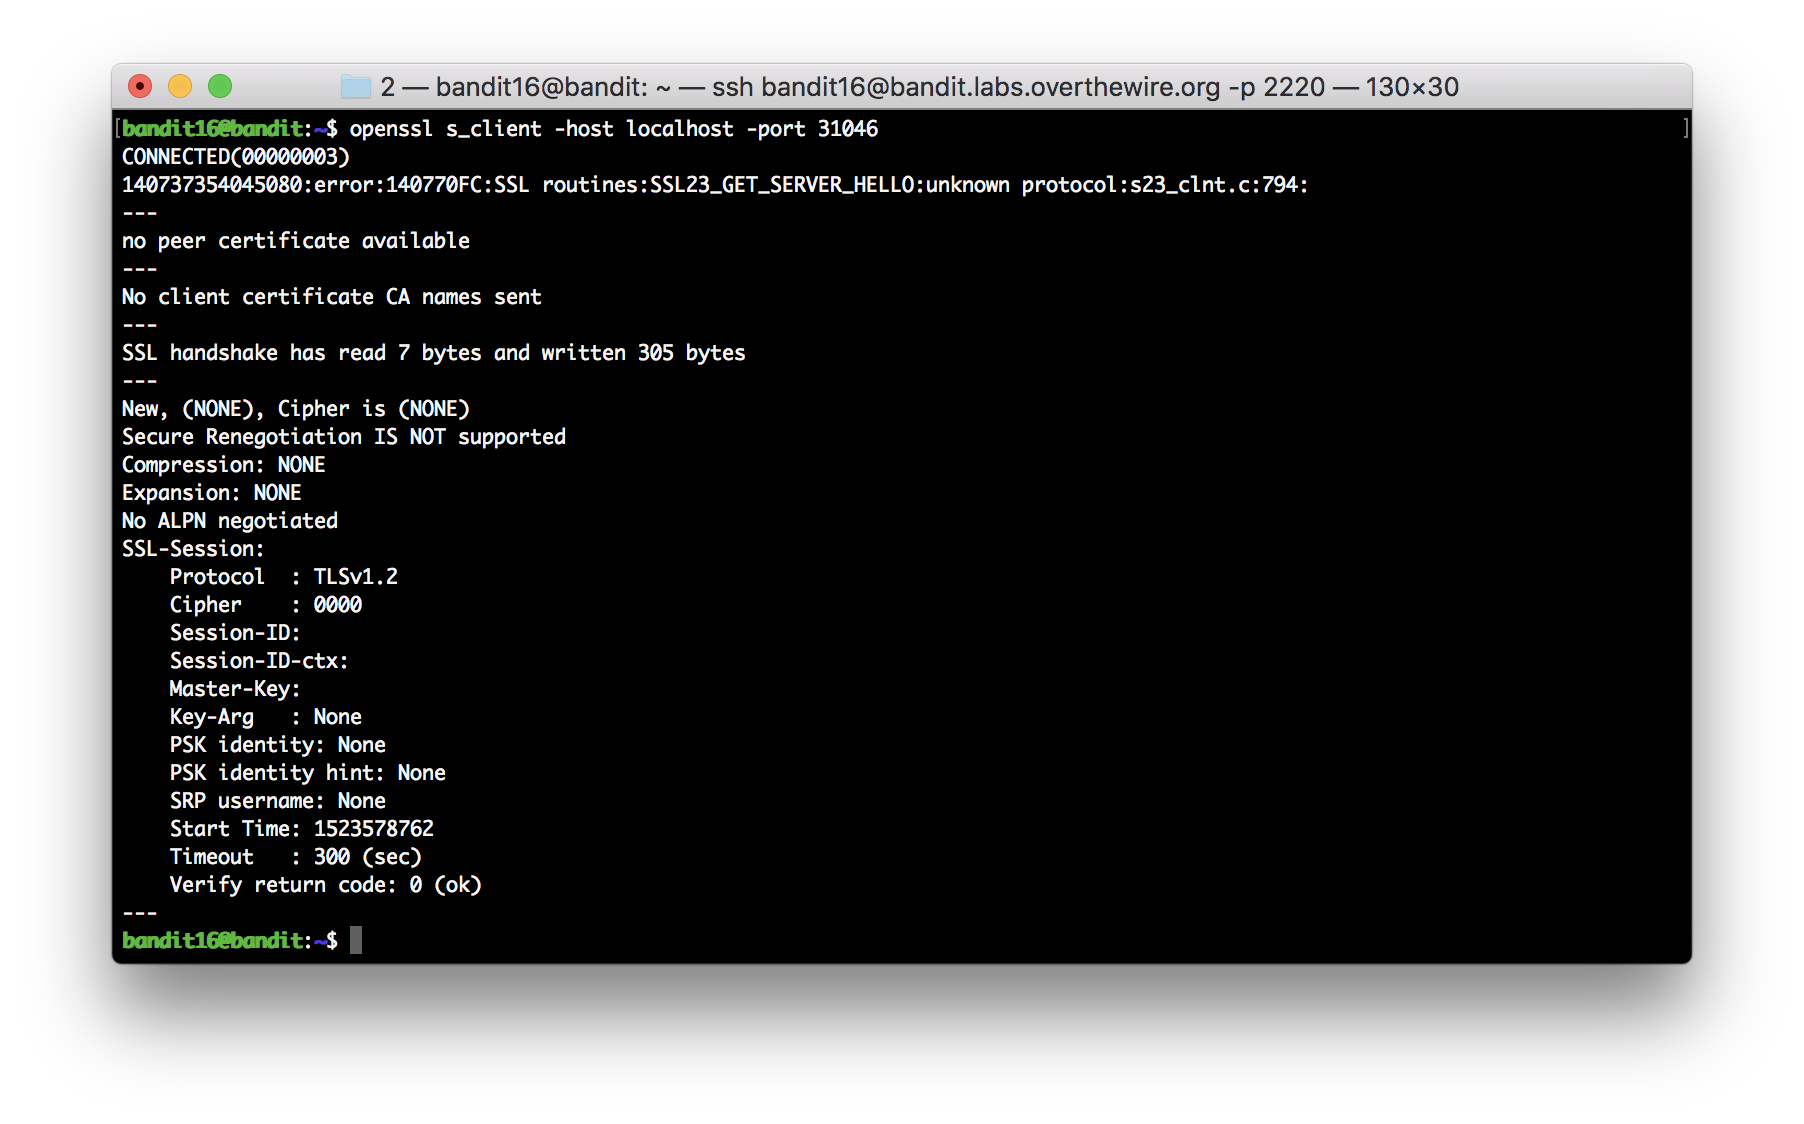 2 — bandit16@bandit: ~ — ssh bandit16@bandit.labs.overthewire.org -p 2220 — 130×30
[bandit16@bandit:~$ openssl s_client -host localhost -port 31046 ]
CONNECTED(00000003)
140737354045080:error:140770FC:SSL routines:SSL23_GET_SERVER_HELLO:unknown protocol:s23_clnt.c:794:
---
no peer certificate available
---
No client certificate CA names sent
---
SSL handshake has read 7 bytes and written 305 bytes
---
New, (NONE), Cipher is (NONE)
Secure Renegotiation IS NOT supported
Compression: NONE
Expansion: NONE
No ALPN negotiated
SSL-Session:
    Protocol  : TLSv1.2
    Cipher    : 0000
    Session-ID:
    Session-ID-ctx:
    Master-Key:
    Key-Arg   : None
    PSK identity: None
    PSK identity hint: None
    SRP username: None
    Start Time: 1523578762
    Timeout   : 300 (sec)
    Verify return code: 0 (ok)
---
bandit16@bandit:~$